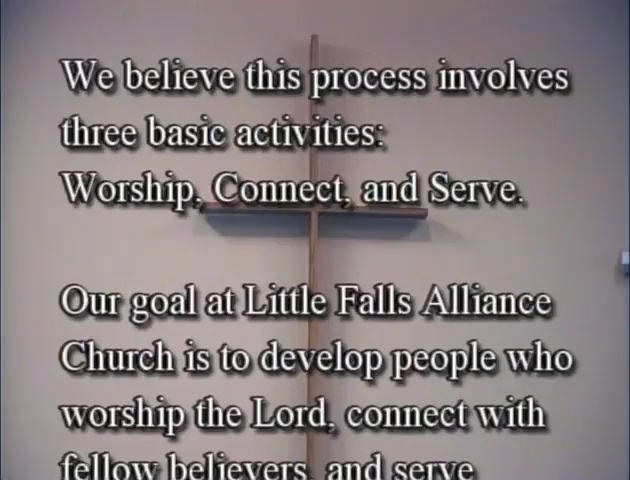 We believe this process involves
three basic activities:
Worship, Connect, and Serve.
Our goal at Little Falls Alliance
Church is to develop people who
worship the Lord, connect with
fellow believers, and serve